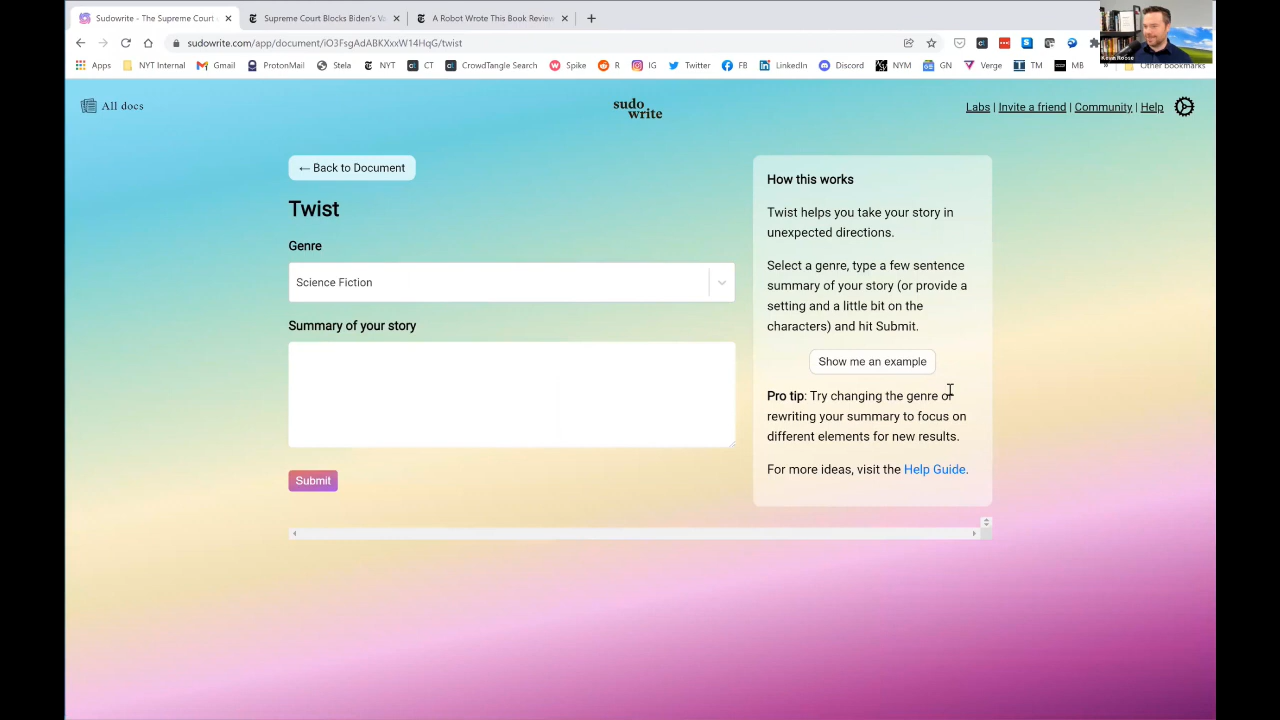 Sudowrite - The Supreme Court
Supreme Court Blocks Biden's Va
A Robot Wrote This Book Review
sudowrite.com/app/document/iO3FsgAdABKXxW14HqG/twist
Kevin Roose
Apps
NYT Internal
Gmail
ProtonMail
Stela
NYT
CrowdTangle Search
Spike
R
IG
Twitter
FB
LinkedIn
Discord
NYM
GN
Verge
TM
MB
Other bookmarks
All docs
sudo
write
Labs | Invite a friend | Community | Help
← Back to Document
Twist
Genre
Science Fiction
Summary of your story
Submit
How this works
Twist helps you take your story in
unexpected directions.
Select a genre, type a few sentence
summary of your story (or provide a
setting and a little bit on the
characters) and hit Submit.
Show me an example
Pro tip: Try changing the genre or
rewriting your summary to focus on
different elements for new results.
For more ideas, visit the Help Guide.